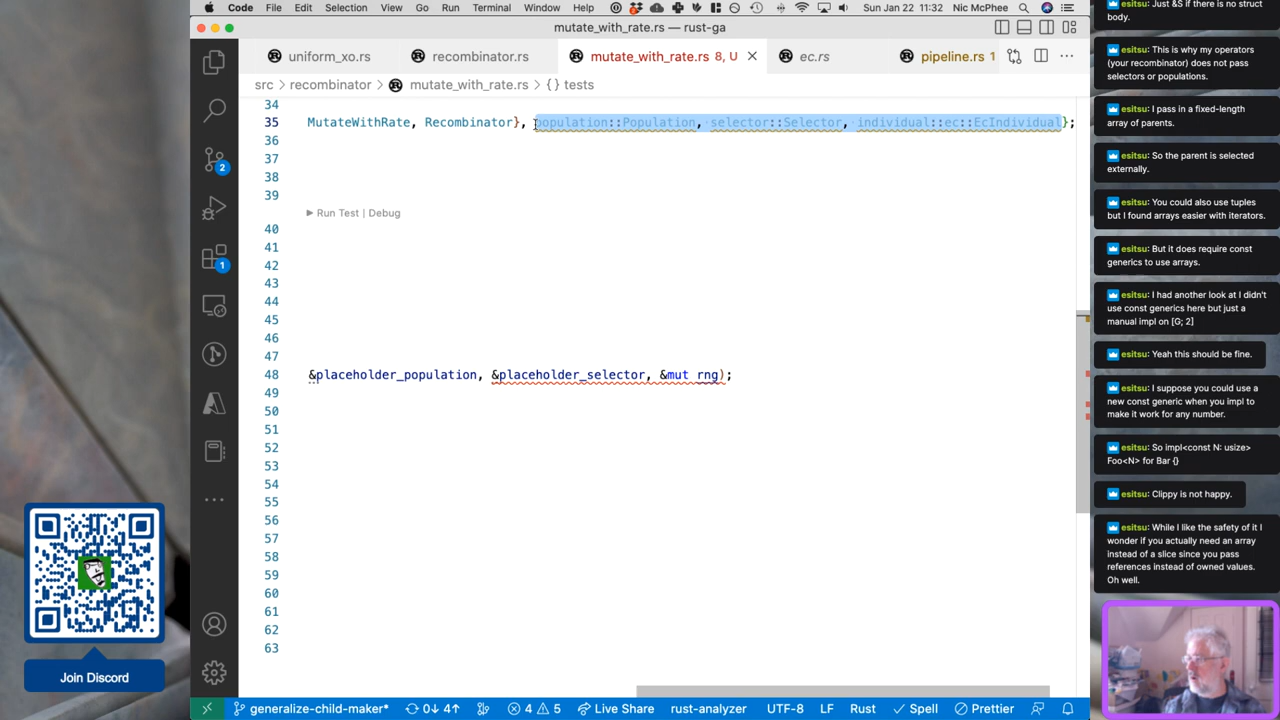 Code File Edit Selection View Go Run Terminal Window Help Sun Jan 22 11:32 Nic McPhee
mutate_with_rate.rs — rust-ga
uniform_xo.rs recombinator.rs mutate_with_rate.rs 8, U ec.rs pipeline.rs 1
src > recombinator > mutate_with_rate.rs > {} tests
34
35 MutateWithRate, Recombinator}, population::Population, selector::Selector, individual::ec::EcIndividual};
36
37
38
39
Run Test | Debug
40
41
42
43
44
45
46
47
48 &placeholder_population, &placeholder_selector, &mut rng);
49
50
51
52
53
54
55
56
57
58
59
60
61
62
63
2
1
generalize-child-maker* 0↓ 4↑ 4 5 Live Share rust-analyzer UTF-8 LF Rust Spell Prettier
Join Discord
esitsu: Just &S if there is no struct
body.
esitsu: This is why my operators
(your recombinator) does not pass
selectors or populations.
esitsu: I pass in a fixed-length
array of parents.
esitsu: So the parent is selected
externally.
esitsu: You could also use tuples
but I found arrays easier with iterators.
esitsu: But it does require const
generics to use arrays.
esitsu: I had another look at I didn't
use const generics here but just a
manual impl on [G; 2]
esitsu: Yeah this should be fine.
esitsu: I suppose you could use a
new const generic when you impl to
make it work for any number.
esitsu: So impl<const N: usize>
Foo<N> for Bar {}
esitsu: Clippy is not happy.
esitsu: While I like the safety of it I
wonder if you actually need an array
instead of a slice since you pass
references instead of owned values.
Oh well.